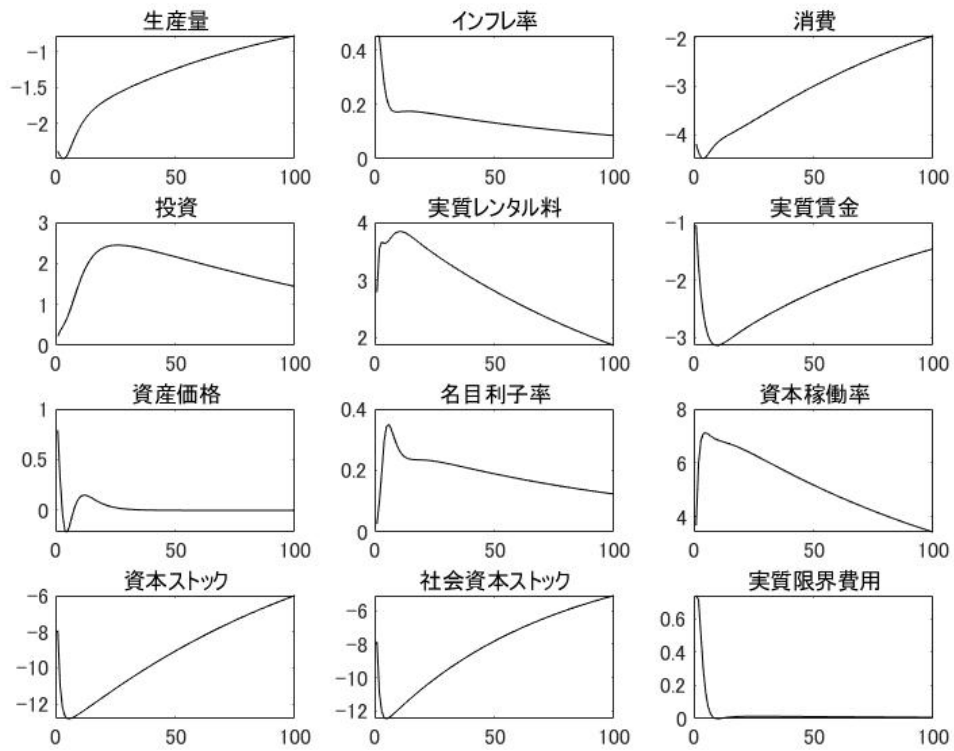 生産量 インフレ率 消費
-1 0.4 -2
-1.5 -3
0.2
-2 -4
0
0 50 100 0 50 100 0 50 100
投資 実質レンタル料 実質賃金
3 4 -1
2 -2
3
1
0 2 -3
0 50 100 0 50 100 0 50 100
資産価格 名目利子率 資本稼働率
1 0.4 8
0.5 0.2 6
0 4
0
0 50 100 0 50 100 0 50 100
資本ストック 社会資本ストック 実質限界費用
-6 -6 0.6
-8 -8 0.4
-10 -10 0.2
-12 -12 0
0 50 100 0 50 100 0 50 100